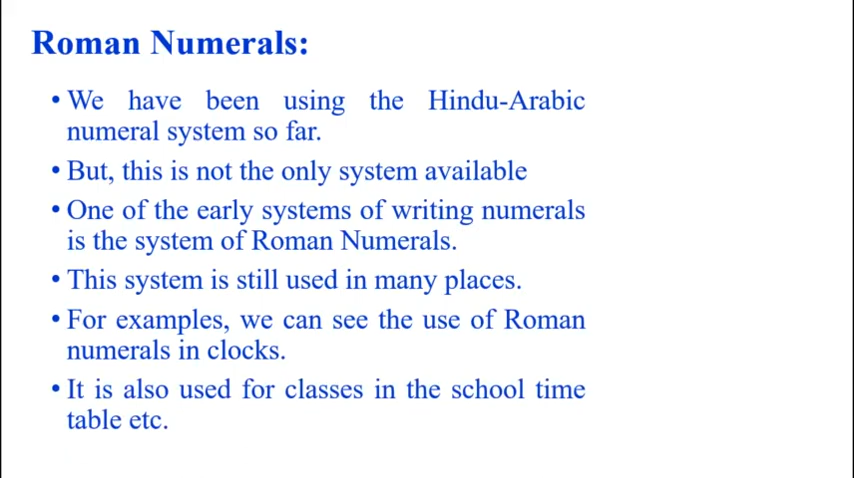 Roman Numerals:
• We have been using the Hindu-Arabic
numeral system so far.
• But, this is not the only system available
• One of the early systems of writing numerals
is the system of Roman Numerals.
• This system is still used in many places.
• For examples, we can see the use of Roman
numerals in clocks.
• It is also used for classes in the school time
table etc.